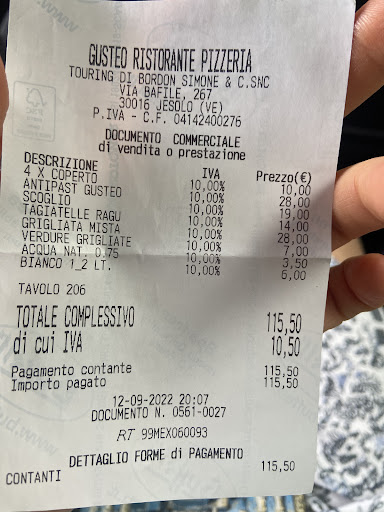 GUSTEO RISTORANTE PIZZERIA
TOURING DI BORDON SIMONE & C.SNC
VIA BAFILE, 267
30016 JESOLO (VE)
P.IVA - C.F. 04142400276
DOCUMENTO COMMERCIALE
di vendita o prestazione
DESCRIZIONE IVA Prezzo(€)
4 X COPERTO 10,00% 10,00
ANTIPAST GUSTEO 10,00% 28,00
SCOGLIO 10,00% 19,00
TAGIATELLE RAGU 10,00% 14,00
GRIGLIATA MISTA 10,00% 28,00
VERDURE GRIGLIATE 10,00% 7,00
ACQUA NAT. 0.75 10,00% 3,50
BIANCO 1_2 LT. 10,00% 6,00
TAVOLO 206
TOTALE COMPLESSIVO 115,50
di cui IVA 10,50
Pagamento contante 115,50
Importo pagato 115,50
12-09-2022 20:07
DOCUMENTO N. 0561-0027
RT 99MEX060093
DETTAGLIO FORME di PAGAMENTO
CONTANTI 115,50